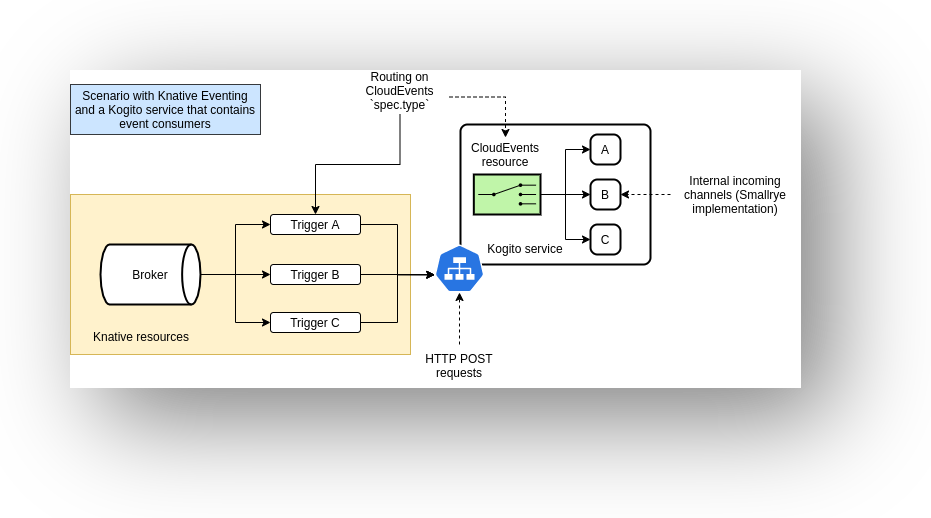 Routing on
CloudEvents
`spec.type`
Scenario with Knative Eventing
and a Kogito service that contains
event consumers
CloudEvents
resource
A
B
C
Internal incoming
channels (Smallrye
implementation)
Kogito service
Trigger A
Broker
Trigger B
Trigger C
Knative resources
HTTP POST
requests